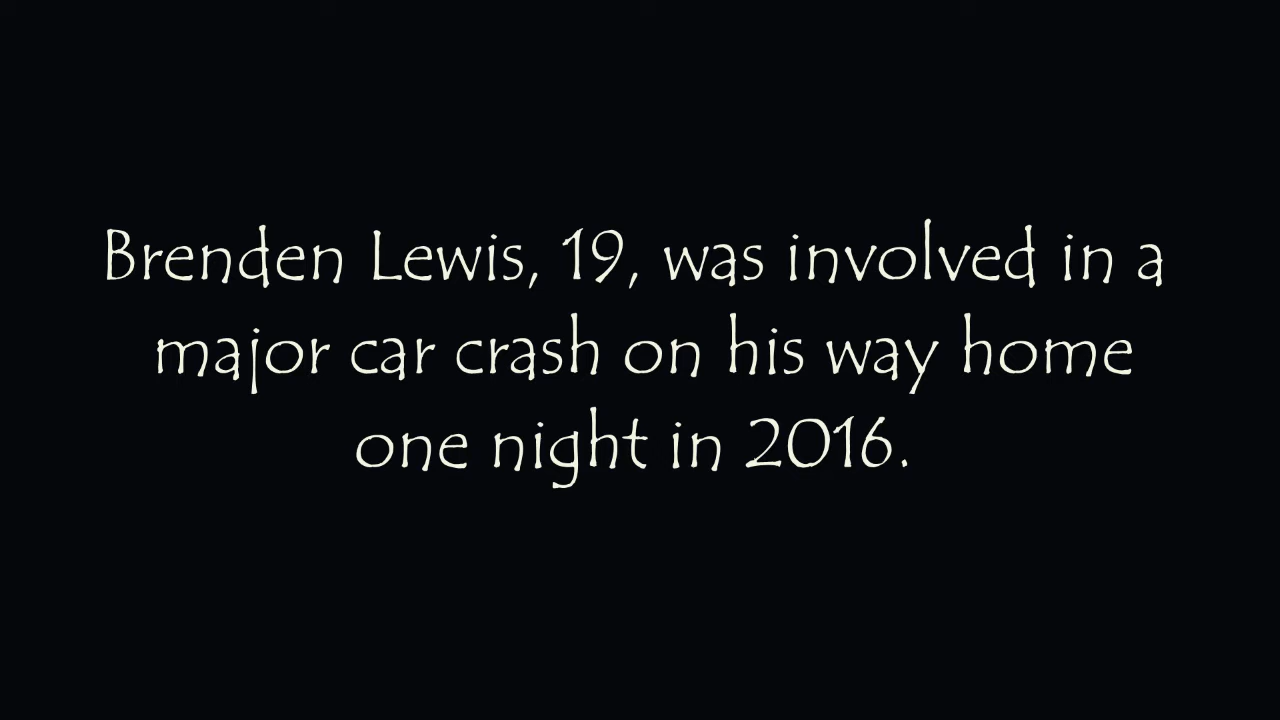 Brenden Lewis, 19, was involved in a
major car crash on his way home
one night in 2016.